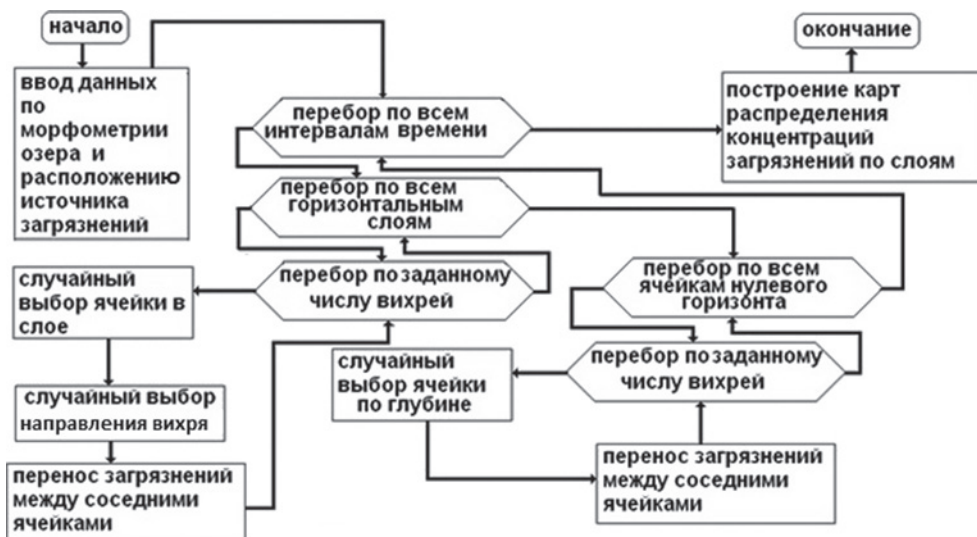 начало
ввод данных
по
морфометрии
озера и
расположению
источника
загрязнений
перебор по всем
интервалам времени
окончание
построение карт
распределения
концентраций
загрязнений по слоям
перебор по всем
горизонтальным
слоям
перебор по заданному
числу вихрей
случайный
выбор ячейки в
слое
случайный выбор
направления вихря
перенос загрязнений
между соседними
ячейками
перебор по всем
ячейкам нулевого
горизонта
перебор по заданному
числу вихрей
случайный
выбор ячейки
по глубине
перенос загрязнений
между соседними
ячейками